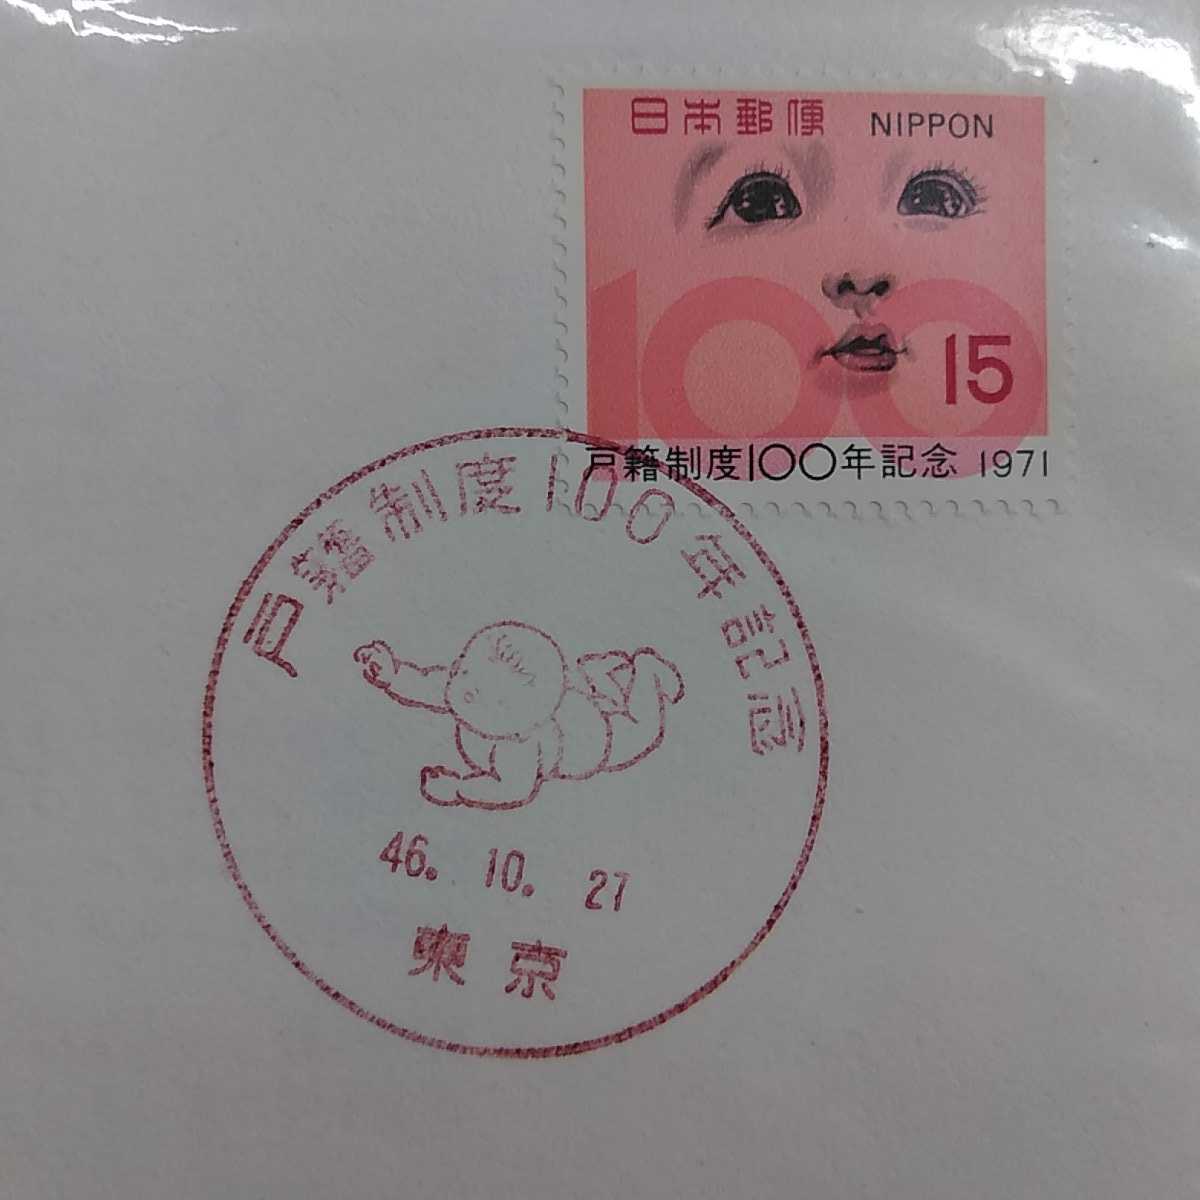 日本郵便 NIPPON
100
15
戸籍制度100年記念 1971
戸籍制度100年記念
46. 10. 27
東京